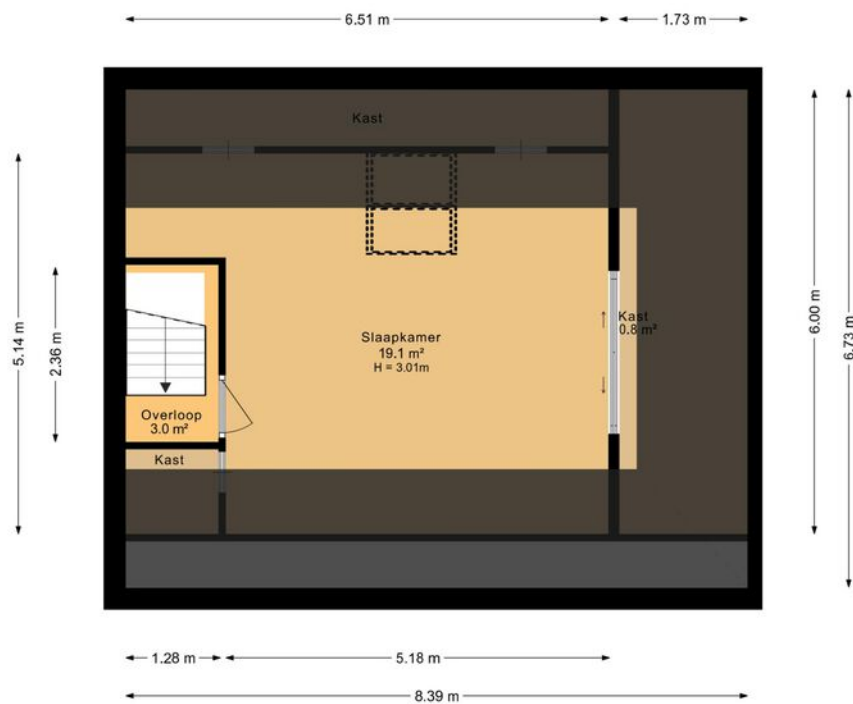 6.51 m
1.73 m
Kast
5.14 m
2.36 m
Slaapkamer
19.1 m²
H = 3.01m
Kast
0.8 m²
6.00 m
6.73 m
Overloop
3.0 m²
Kast
1.28 m
5.18 m
8.39 m